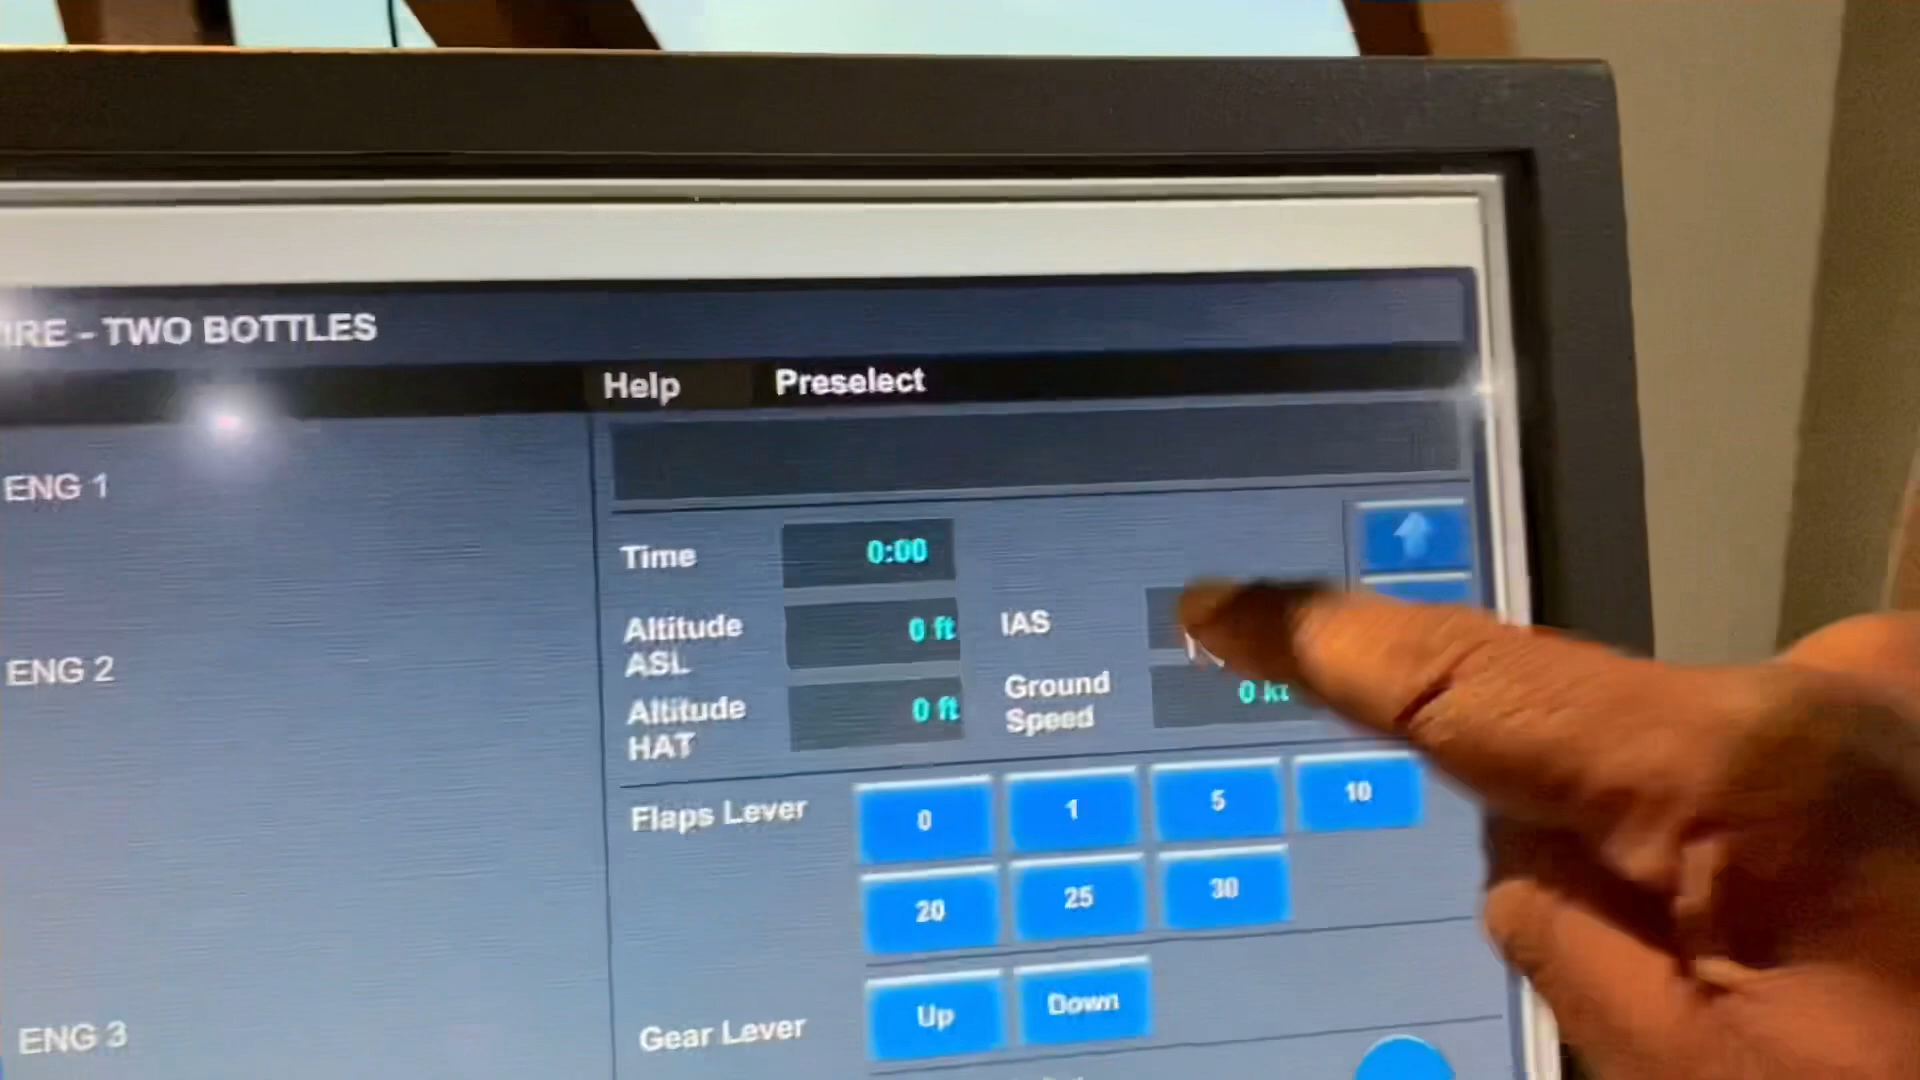 IRE - TWO BOTTLES
Help Preselect
ENG 1
Time 0:00
Altitude ASL 0 ft IAS
ENG 2
Altitude HAT 0 ft Ground Speed 0 kt
Flaps Lever 0 1 5 10
20 25 30
Gear Lever Up Down
ENG 3